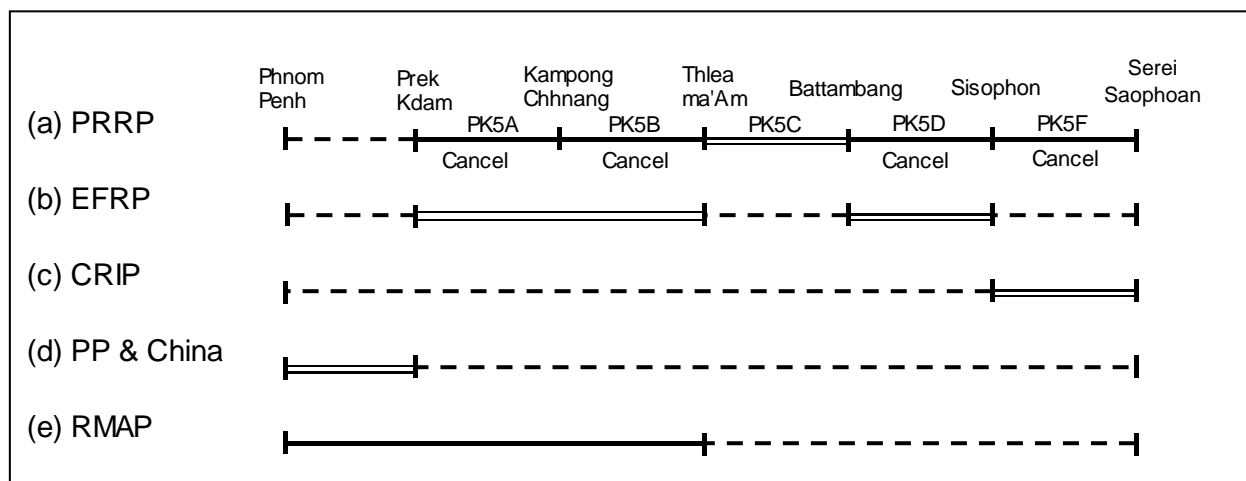 Phnom
Penh
Prek
Kdam
Kampong
Chhnang
Thlea
ma'Am
Battambang
Sisophon
Serei
Saophoan
(a) PRRP
PK5A
PK5B
PK5C
PK5D
PK5F
Cancel
Cancel
Cancel
Cancel
(b) EFRP
(c) CRIP
(d) PP & China
(e) RMAP